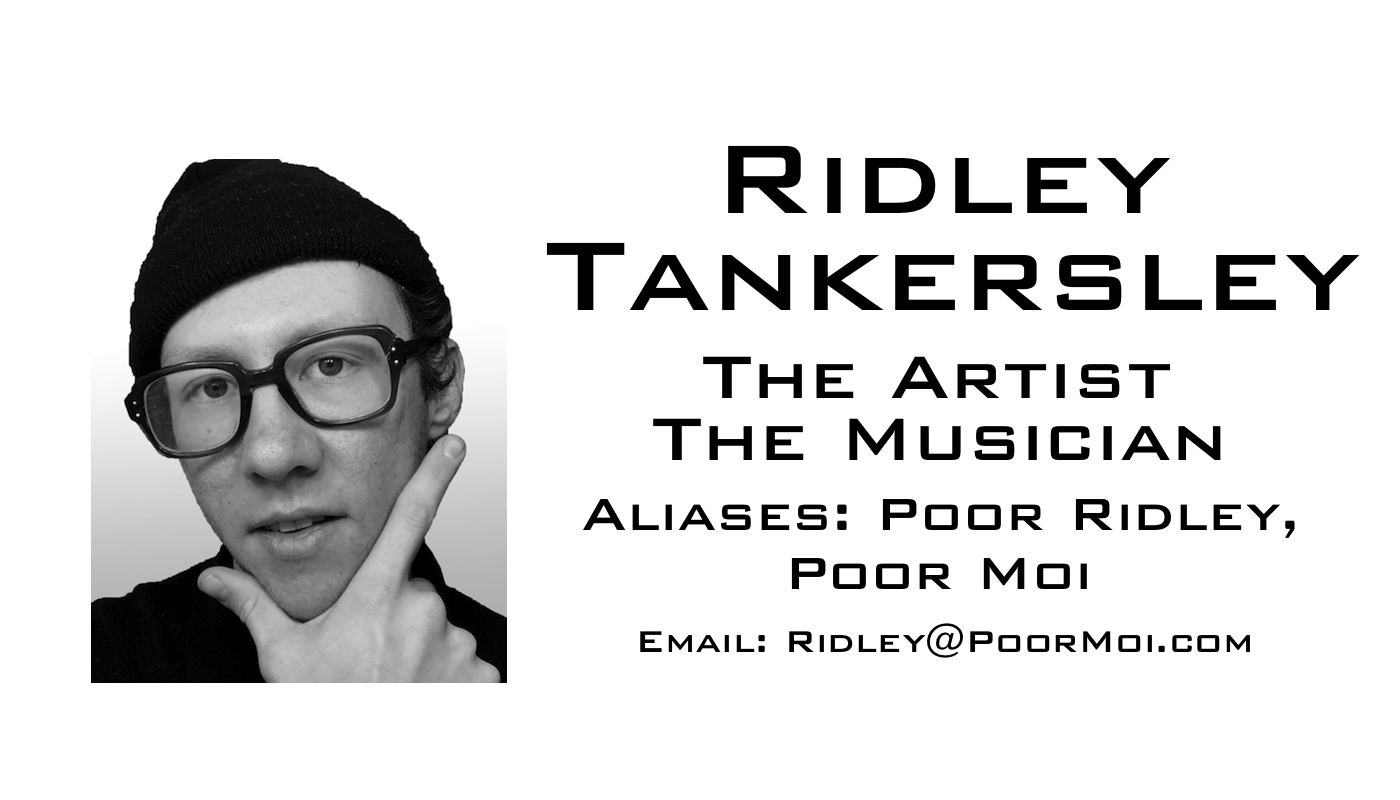 Ridley
Tankersley
The Artist
The Musician
Aliases: Poor Ridley,
Poor Moi
Email: Ridley@PoorMoi.com